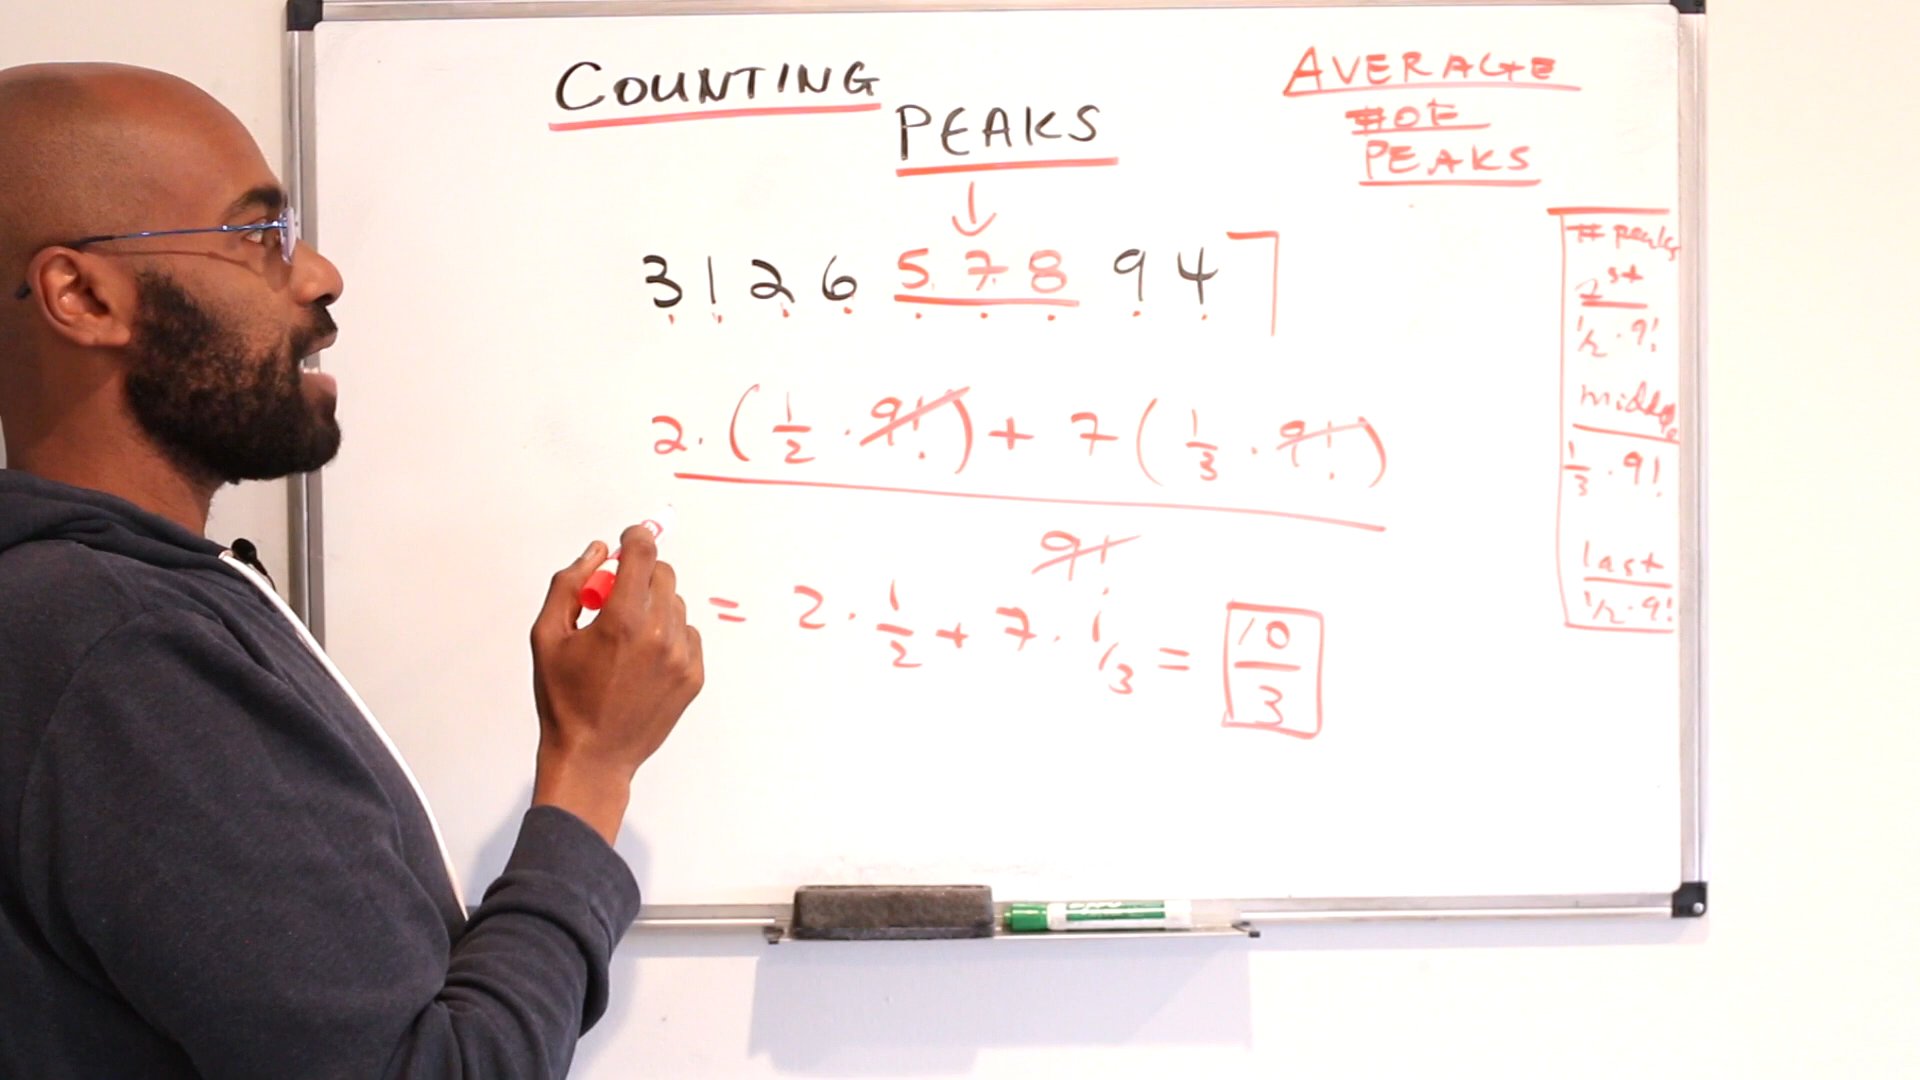 COUNTING
PEAKS
AVERAGE
# OF
PEAKS
3 1 2 6 5 7 8 9 4
2 · (1/2 · 9!) + 7 (1/3 · 9!)
9!
= 2 · 1/2 + 7 · 1/3 = 10/3
# peaks
1st
1/2 · 9!
middle
1/3 · 9!
last
1/2 · 9!